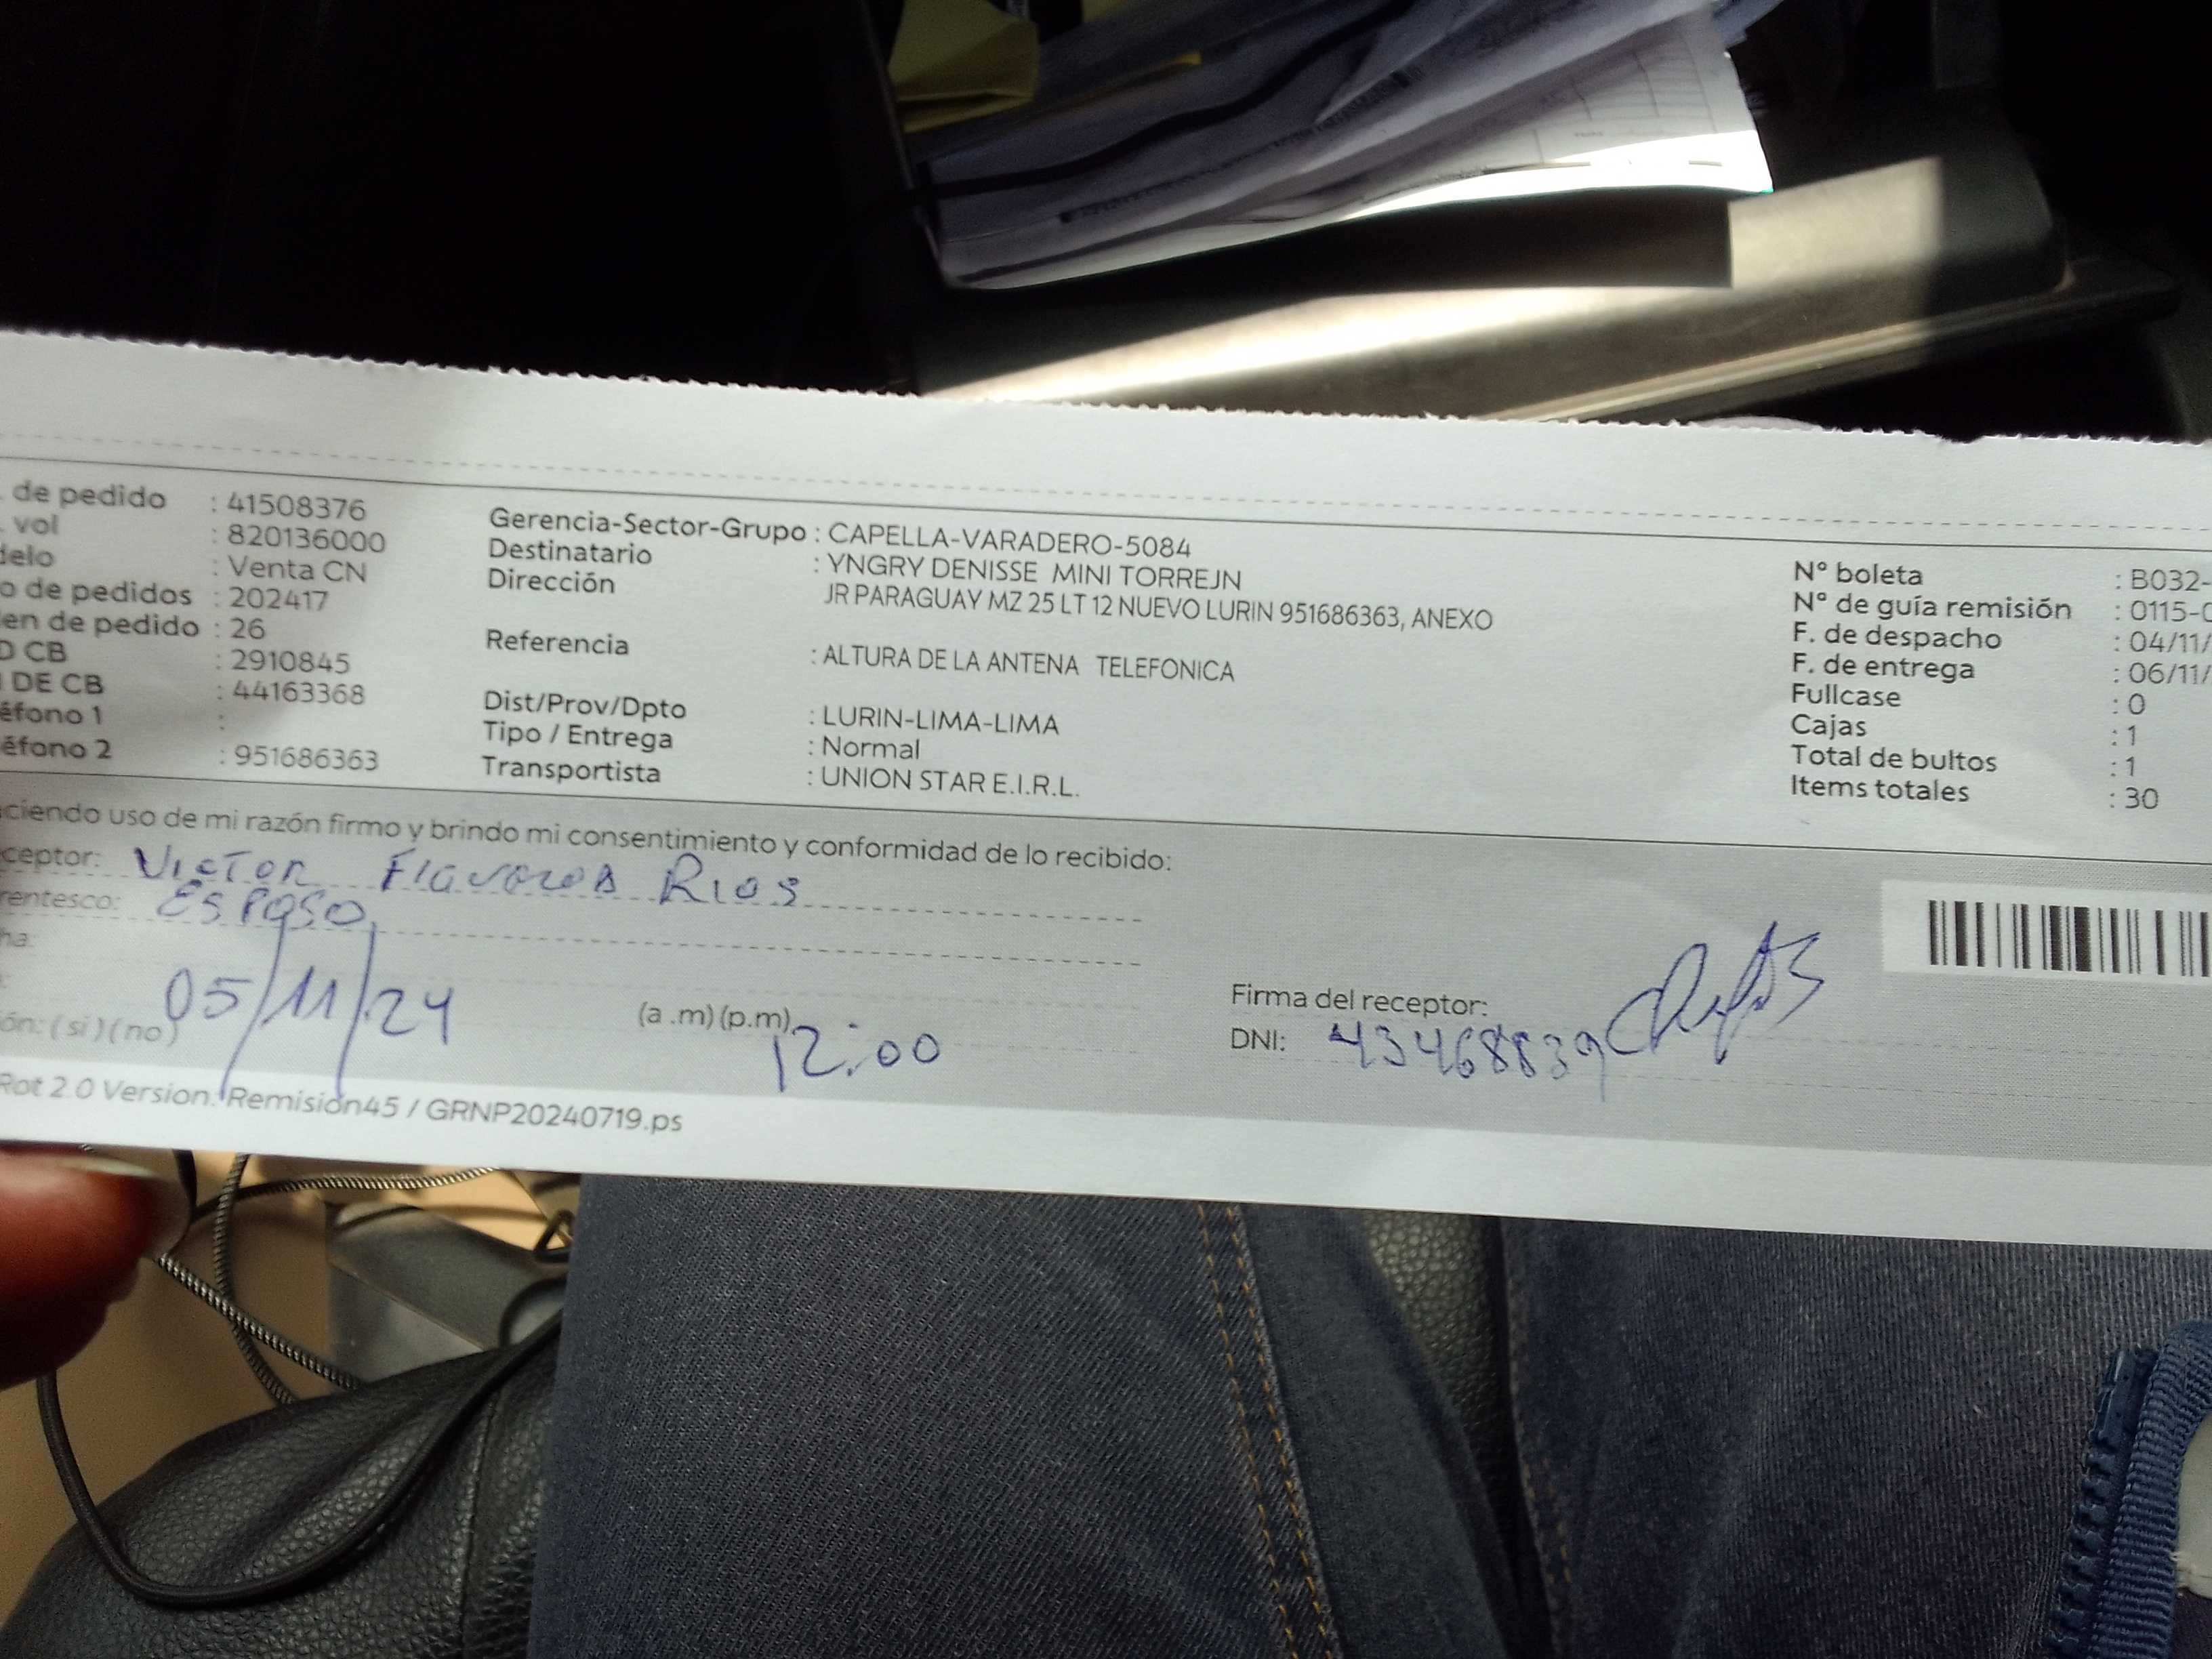 . de pedido : 41508376
. vol : 820136000
delo : Venta CN
o de pedidos : 202417
en de pedido : 26
D CB : 2910845
DE CB : 44163368
éfono 1 :
éfono 2 : 951686363
Gerencia-Sector-Grupo : CAPELLA-VARADERO-5084
Destinatario : YNGRY DENISSE MINI TORREJN
Dirección JR PARAGUAY MZ 25 LT 12 NUEVO LURIN 951686363, ANEXO
Referencia : ALTURA DE LA ANTENA TELEFONICA
Dist/Prov/Dpto : LURIN-LIMA-LIMA
Tipo / Entrega : Normal
Transportista : UNION STAR E.I.R.L.
N° boleta : B032-
N° de guía remisión : 0115-0
F. de despacho : 04/11/
F. de entrega : 06/11/
Fullcase : 0
Cajas : 1
Total de bultos : 1
Items totales : 30
ciendo uso de mi razón firmo y brindo mi consentimiento y conformidad de lo recibido:
ceptor: VICTOR FIGUEROA RIOS
rentesco: ESPOSO
ha: 05/11/24
ón: ( si ) ( no )
(a .m) (p.m) 12:00
Firma del receptor:
DNI: 43468839
Rot 2.0 Version. Remisión45 / GRNP20240719.ps